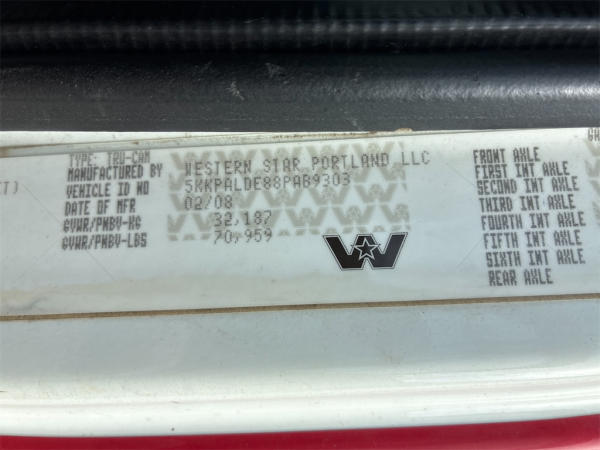 TYPE: TRU-CAM
MANUFACTURED BY WESTERN STAR PORTLAND LLC
VEHICLE ID NO 5KKPALDE88PAB9303
DATE OF MFR 02/08
GVWR/PNBV-KG 32,187
GVWR/PNBV-LBS 70,959
FRONT AXLE
FIRST INT AXLE
SECOND INT AXLE
THIRD INT AXLE
FOURTH INT AXLE
FIFTH INT AXLE
SIXTH INT AXLE
REAR AXLE